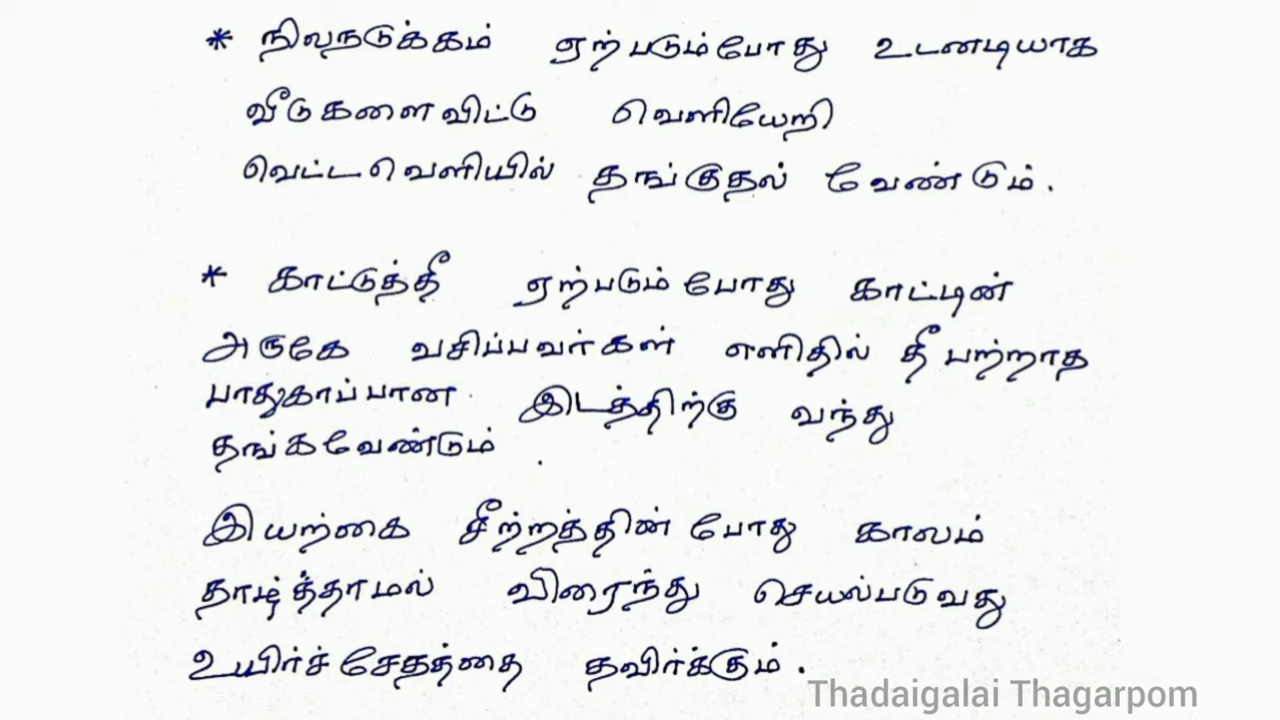 * நிலநடுக்கம் ஏற்படும்போது உடனடியாக
வீடுகளைவிட்டு வெளியேறி
வெட்டவெளியில் தங்குதல் வேண்டும்.
* காட்டுத்தீ ஏற்படும்போது காட்டின்
அருகே வசிப்பவர்கள் எளிதில் தீ பற்றாத
பாதுகாப்பான இடத்திற்கு வந்து
தங்கவேண்டும்
இயற்கை சீற்றத்தின் போது காலம்
தாழ்த்தாமல் விரைந்து செயல்படுவது
உயிர்ச் சேதத்தை தவிர்க்கும்.
Thadaigalai Thagarpom